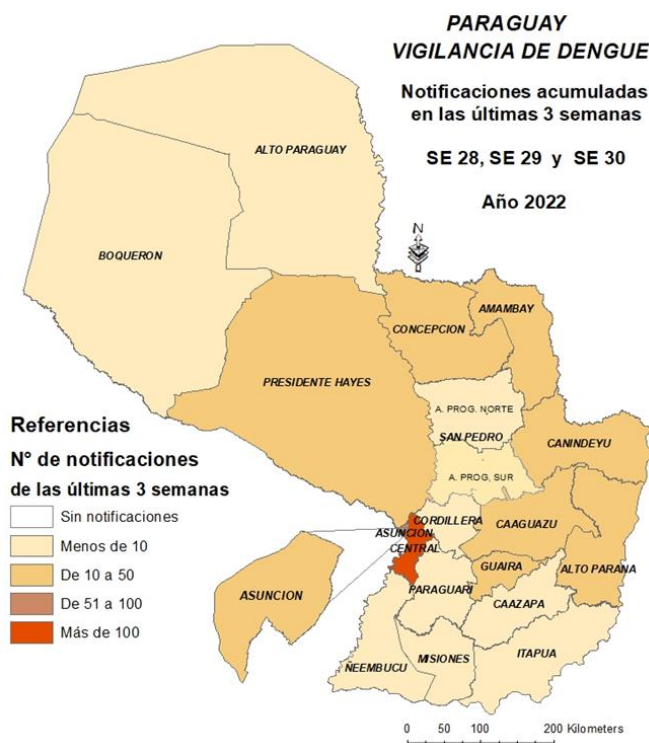 PARAGUAY
VIGILANCIA DE DENGUE
Notificaciones acumuladas
en las últimas 3 semanas
SE 28, SE 29 y SE 30
Año 2022
N
ALTO PARAGUAY
BOQUERON
CONCEPCION
AMAMBAY
PRESIDENTE HAYES
A. PROG. NORTE
SAN PEDRO
CANINDEYU
A. PROG. SUR
CORDILLERA
CAAGUAZU
ASUNCION
CENTRAL
GUAIRA
ALTO PARANA
PARAGUARI
CAAZAPA
ÑEEMBUCU
MISIONES
ITAPUA
ASUNCION
Referencias
N° de notificaciones
de las últimas 3 semanas
Sin notificaciones
Menos de 10
De 10 a 50
De 51 a 100
Más de 100
0 50 100 200 Kilometers